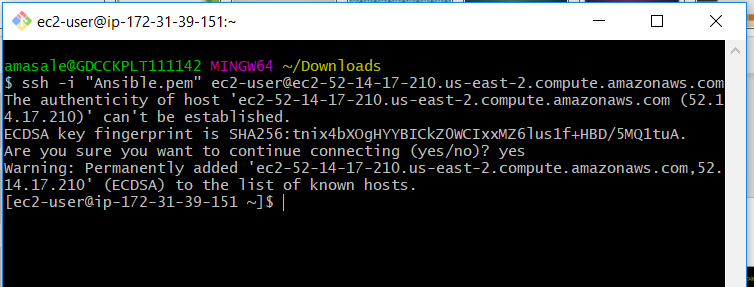 ec2-user@ip-172-31-39-151:~
amasale@GDCCKPLT111142 MINGW64 ~/Downloads
$ ssh -i "Ansible.pem" ec2-user@ec2-52-14-17-210.us-east-2.compute.amazonaws.com
The authenticity of host 'ec2-52-14-17-210.us-east-2.compute.amazonaws.com (52.1
4.17.210)' can't be established.
ECDSA key fingerprint is SHA256:tnix4bXOgHYYBICkZ0WCIxxMZ6lus1f+HBD/5MQ1tuA.
Are you sure you want to continue connecting (yes/no)? yes
Warning: Permanently added 'ec2-52-14-17-210.us-east-2.compute.amazonaws.com,52.
14.17.210' (ECDSA) to the list of known hosts.
[ec2-user@ip-172-31-39-151 ~]$